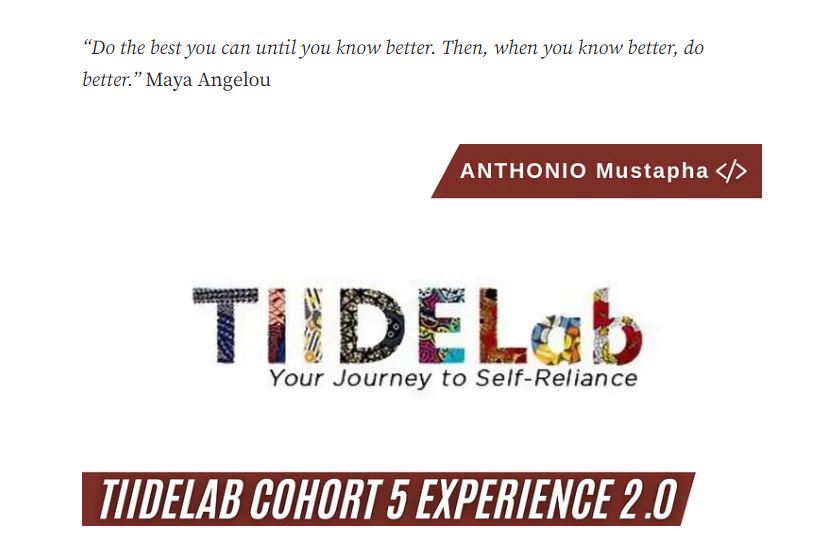 “Do the best you can until you know better. Then, when you know better, do
better.” Maya Angelou
ANTHONIO Mustapha </>
TIIDELab
Your Journey to Self-Reliance
TIIDELAB COHORT 5 EXPERIENCE 2.0